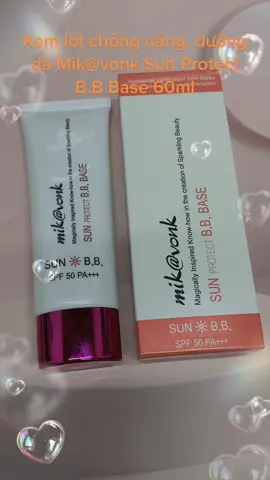 Kem lót chống nắng, dưỡng
da Mik@vonk Sun Protect
B.B Base 60ml
mik@vonk
Magically Inspired Know-how in the creation of Sparkling Beauty
SUN PROTECT B.B. BASE
SUN B.B.
SPF 50 PA+++
mik@vonk
Magically Inspired Know-how in the creation of Sparkling Beauty
SUN PROTECT B.B. BASE
SUN B.B.
SPF 50 PA+++